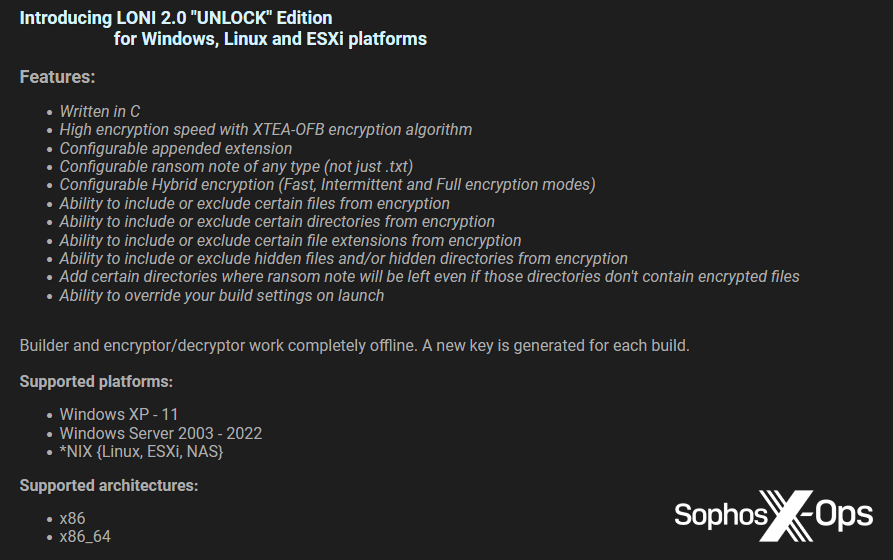 Introducing LONI 2.0 "UNLOCK" Edition
for Windows, Linux and ESXi platforms
Features:
• Written in C
• High encryption speed with XTEA-OFB encryption algorithm
• Configurable appended extension
• Configurable ransom note of any type (not just .txt)
• Configurable Hybrid encryption (Fast, Intermittent and Full encryption modes)
• Ability to include or exclude certain files from encryption
• Ability to include or exclude certain directories from encryption
• Ability to include or exclude certain file extensions from encryption
• Ability to include or exclude hidden files and/or hidden directories from encryption
• Add certain directories where ransom note will be left even if those directories don't contain encrypted files
• Ability to override your build settings on launch
Builder and encryptor/decryptor work completely offline. A new key is generated for each build.
Supported platforms:
• Windows XP - 11
• Windows Server 2003 - 2022
• *NIX {Linux, ESXi, NAS}
Supported architectures:
• x86
• x86_64
Sophos X-Ops